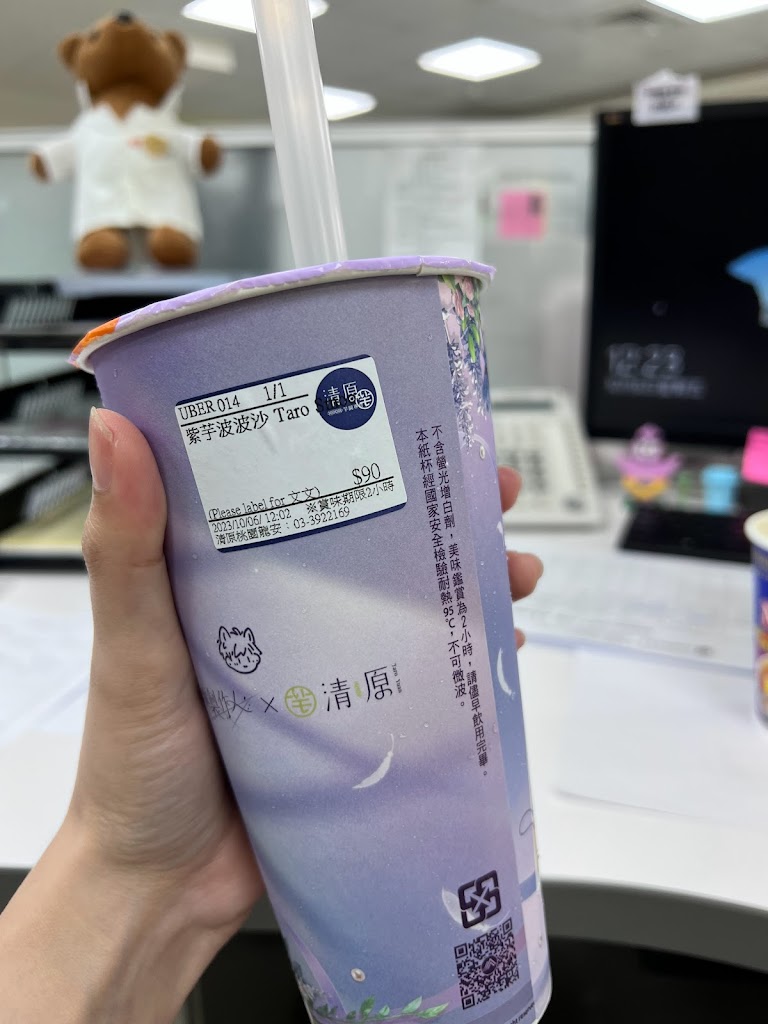 UBER 014 1/1
紫芋波波沙 Taro
清原
$90
(Please label for 文文)
※賞味期限2小時
2023/10/06/ 12:02
清原桃園龍安：03-3922169
不含螢光增白劑，美味鑑賞為2小時，請儘早飲用完畢。
本紙杯經國家安全檢驗耐熱95℃，不可微波。
× 清原
12:23